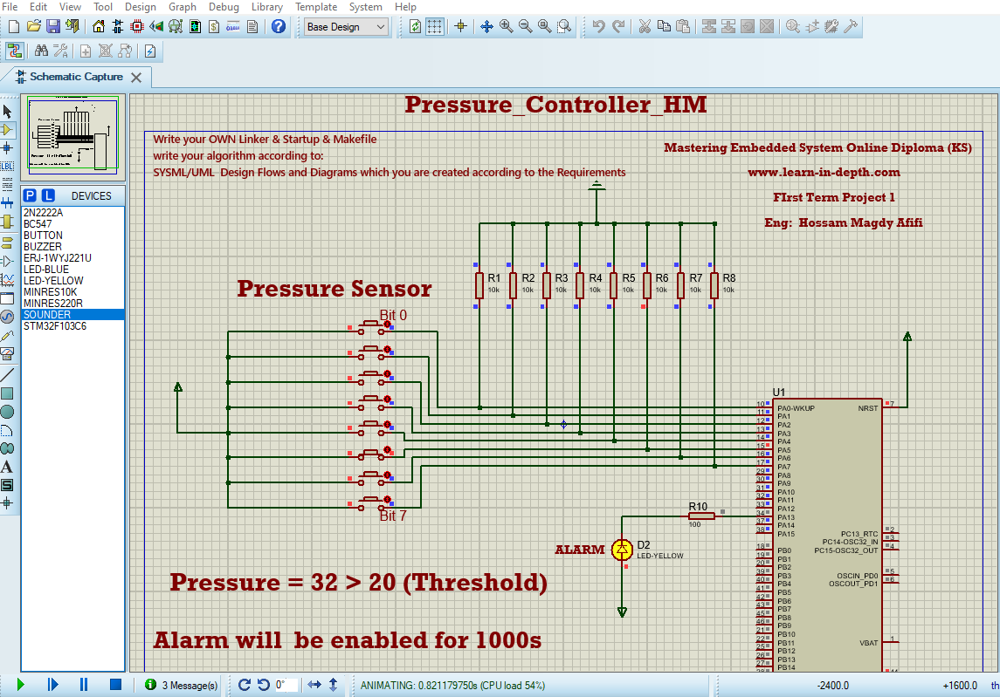 File Edit View Tool Design Graph Debug Library Template System Help
Base Design
Schematic Capture
Pressure_Controller_HM
Write your OWN Linker & Startup & Makefile
write your algorithm according to:
SYSML/UML Design Flows and Diagrams which you are created according to the Requirements
Mastering Embedded System Online Diploma (KS)
www.learn-in-depth.com
FIrst Term Project 1
Eng: Hossam Magdy Afifi
P L DEVICES
2N2222A
BC547
BUTTON
BUZZER
ERJ-1WYJ221U
LED-BLUE
LED-YELLOW
MINRES10K
MINRES220R
SOUNDER
STM32F103C6
LBL
A
S
R1 R2 R3 R4 R5 R6 R7 R8
10k 10k 10k 10k 10k 10k 10k 10k
Pressure Sensor
Bit 0
Bit 7
U1
10 PA0-WKUP
11 PA1
12 PA2
13 PA3
14 PA4
15 PA5
16 PA6
17 PA7
29 PA8
30 PA9
31 PA10
32 PA11
33 PA12
34 PA13
37 PA14
38 PA15
18 PB0
19 PB1
20 PB2
39 PB3
40 PB4
41 PB5
42 PB6
43 PB7
45 PB8
46 PB9
21 PB10
22 PB11
25 PB12
26 PB13
27 PB14
28
NRST 7
PC13_RTC 2
PC14-OSC32_IN 3
PC15-OSC32_OUT 4
OSCIN_PD0 5
OSCOUT_PD1 6
VBAT 1
44
R10
100
ALARM
D2
LED-YELLOW
Pressure = 32 > 20 (Threshold)
Alarm will be enabled for 1000s
3 Message(s)
0°
ANIMATING: 0.821179750s (CPU load 54%)
-2400.0
+1600.0
th